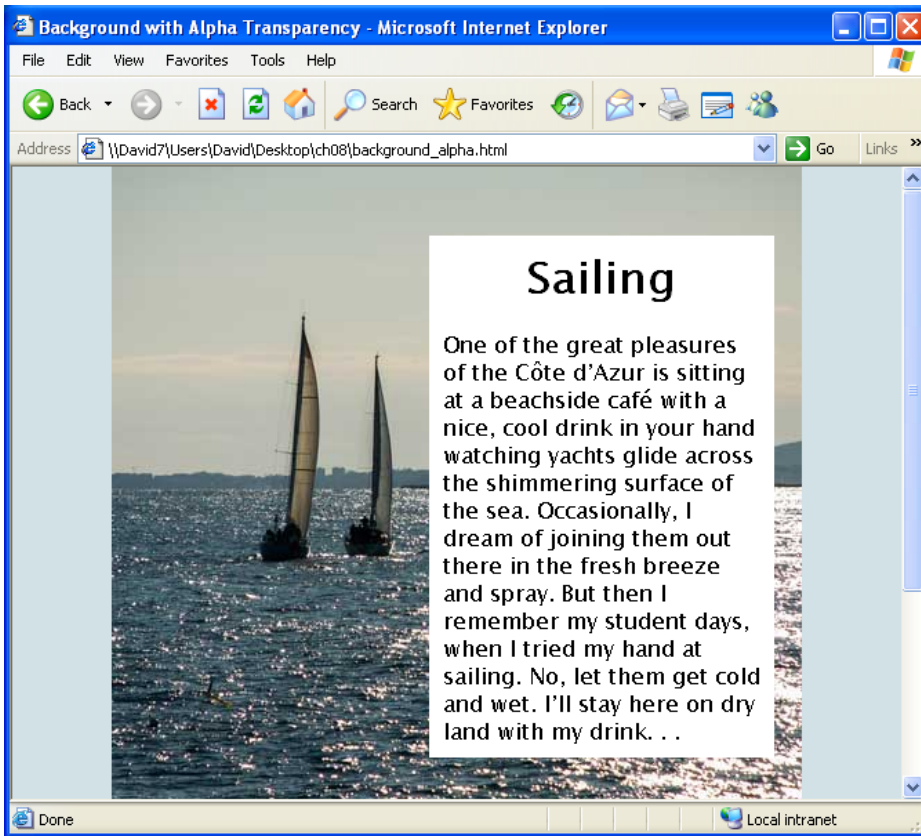 Background with Alpha Transparency - Microsoft Internet Explorer
File Edit View Favorites Tools Help
Back Search Favorites
Address \\David7\Users\David\Desktop\ch08\background_alpha.html Go Links »
Sailing
One of the great pleasures
of the Côte d’Azur is sitting
at a beachside café with a
nice, cool drink in your hand
watching yachts glide across
the shimmering surface of
the sea. Occasionally, I
dream of joining them out
there in the fresh breeze
and spray. But then I
remember my student days,
when I tried my hand at
sailing. No, let them get cold
and wet. I’ll stay here on dry
land with my drink. . .
Done Local intranet